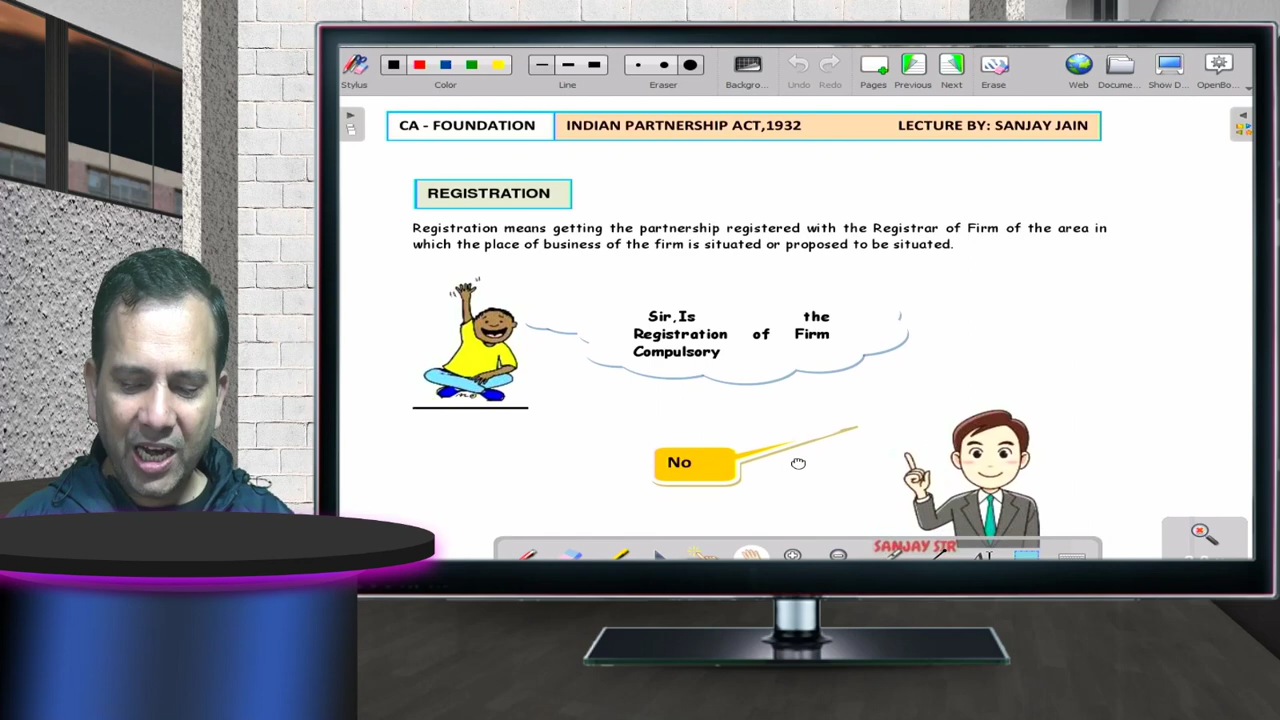 Stylus Color Line Eraser Backgro... Undo Redo Pages Previous Next Erase Web Docume... Show D... OpenBo...
CA - FOUNDATION INDIAN PARTNERSHIP ACT,1932 LECTURE BY: SANJAY JAIN
REGISTRATION
Registration means getting the partnership registered with the Registrar of Firm of the area in
which the place of business of the firm is situated or proposed to be situated.
Sir,Is the
Registration of Firm
Compulsory
No
SANJAY SIR